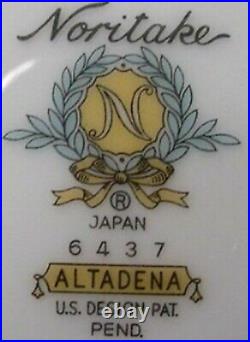 Noritake
N
®
JAPAN
6437
ALTADENA
U.S. DESIGN PAT.
PEND.